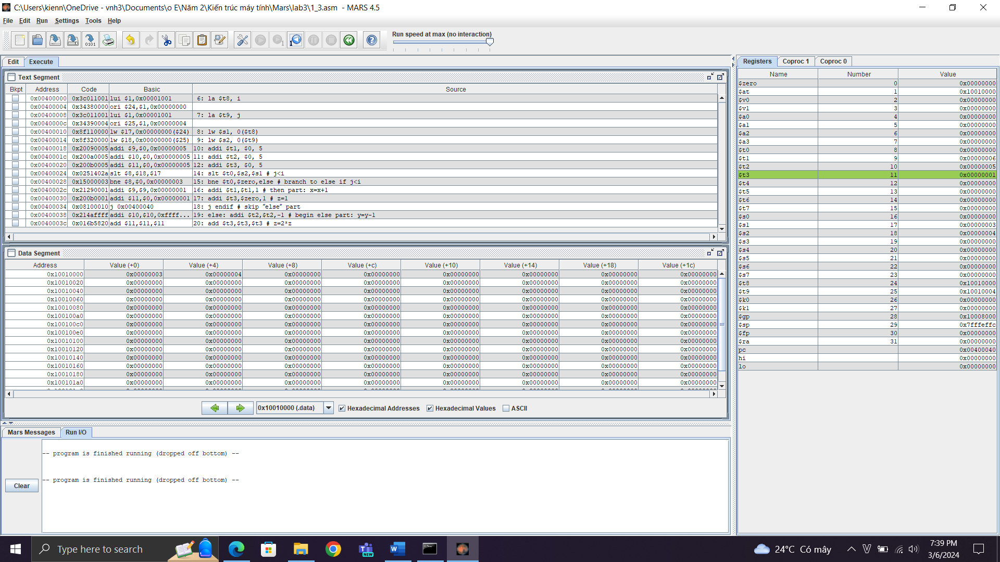 C:\Users\kienn\OneDrive - vnh3\Documents\o E\Năm 2\Kiến trúc máy tính\Mars\lab3\1_3.asm - MARS 4.5
File Edit Run Settings Tools Help
Run speed at max (no interaction)
Edit Execute
Text Segment
Bkpt Address Code Basic Source
0x00400000 0x3c011001 lui $1,0x00001001 6: la $t8, i
0x00400004 0x34380000 ori $24,$1,0x00000000
0x00400008 0x3c011001 lui $1,0x00001001 7: la $t9, j
0x0040000c 0x34390004 ori $25,$1,0x00000004
0x00400010 0x8f110000 lw $17,0x00000000($24) 8: lw $s1, 0($t8)
0x00400014 0x8f320000 lw $18,0x00000000($25) 9: lw $s2, 0($t9)
0x00400018 0x20090005 addi $9,$0,0x00000005 10: addi $t1, $0, 5
0x0040001c 0x200a0005 addi $10,$0,0x00000005 11: addi $t2, $0, 5
0x00400020 0x200b0005 addi $11,$0,0x00000005 12: addi $t3, $0, 5
0x00400024 0x0251402a slt $8,$18,$17 14: slt $t0,$s2,$s1 # j<i
0x00400028 0x15000003 bne $8,$0,0x00000003 15: bne $t0,$zero,else # branch to else if j<i
0x0040002c 0x21290001 addi $9,$9,0x00000001 16: addi $t1,$t1,1 # then part: x=x+1
0x00400030 0x200b0001 addi $11,$0,0x00000001 17: addi $t3,$zero,1 # z=1
0x00400034 0x08100010 j 0x00400040 18: j endif # skip “else” part
0x00400038 0x214affff addi $10,$10,0xffff... 19: else: addi $t2,$t2,-1 # begin else part: y=y-1
0x0040003c 0x016b5820 add $11,$11,$11 20: add $t3,$t3,$t3 # z=2*z
Data Segment
Address Value (+0) Value (+4) Value (+8) Value (+c) Value (+10) Value (+14) Value (+18) Value (+1c)
0x10010000 0x00000003 0x00000004 0x00000000 0x00000000 0x00000000 0x00000000 0x00000000 0x00000000
0x10010020 0x00000000 0x00000000 0x00000000 0x00000000 0x00000000 0x00000000 0x00000000 0x00000000
0x10010040 0x00000000 0x00000000 0x00000000 0x00000000 0x00000000 0x00000000 0x00000000 0x00000000
0x10010060 0x00000000 0x00000000 0x00000000 0x00000000 0x00000000 0x00000000 0x00000000 0x00000000
0x10010080 0x00000000 0x00000000 0x00000000 0x00000000 0x00000000 0x00000000 0x00000000 0x00000000
0x100100a0 0x00000000 0x00000000 0x00000000 0x00000000 0x00000000 0x00000000 0x00000000 0x00000000
0x100100c0 0x00000000 0x00000000 0x00000000 0x00000000 0x00000000 0x00000000 0x00000000 0x00000000
0x100100e0 0x00000000 0x00000000 0x00000000 0x00000000 0x00000000 0x00000000 0x00000000 0x00000000
0x10010100 0x00000000 0x00000000 0x00000000 0x00000000 0x00000000 0x00000000 0x00000000 0x00000000
0x10010120 0x00000000 0x00000000 0x00000000 0x00000000 0x00000000 0x00000000 0x00000000 0x00000000
0x10010140 0x00000000 0x00000000 0x00000000 0x00000000 0x00000000 0x00000000 0x00000000 0x00000000
0x10010160 0x00000000 0x00000000 0x00000000 0x00000000 0x00000000 0x00000000 0x00000000 0x00000000
0x10010180 0x00000000 0x00000000 0x00000000 0x00000000 0x00000000 0x00000000 0x00000000 0x00000000
0x100101a0 0x00000000 0x00000000 0x00000000 0x00000000 0x00000000 0x00000000 0x00000000 0x00000000
0x10010000 (.data) Hexadecimal Addresses Hexadecimal Values ASCII
Mars Messages Run I/O
-- program is finished running (dropped off bottom) --
-- program is finished running (dropped off bottom) --
Clear
Registers Coproc 1 Coproc 0
Name Number Value
$zero 0 0x00000000
$at 1 0x10010000
$v0 2 0x00000000
$v1 3 0x00000000
$a0 4 0x00000000
$a1 5 0x00000000
$a2 6 0x00000000
$a3 7 0x00000000
$t0 8 0x00000000
$t1 9 0x00000006
$t2 10 0x00000005
$t3 11 0x00000001
$t4 12 0x00000000
$t5 13 0x00000000
$t6 14 0x00000000
$t7 15 0x00000000
$s0 16 0x00000000
$s1 17 0x00000003
$s2 18 0x00000004
$s3 19 0x00000000
$s4 20 0x00000000
$s5 21 0x00000000
$s6 22 0x00000000
$s7 23 0x00000000
$t8 24 0x10010000
$t9 25 0x10010004
$k0 26 0x00000000
$k1 27 0x00000000
$gp 28 0x10008000
$sp 29 0x7fffeffc
$fp 30 0x00000000
$ra 31 0x00000000
pc 0x00400040
hi 0x00000000
lo 0x00000000
Type here to search
NEW
24°C Có mây
7:39 PM
3/6/2024